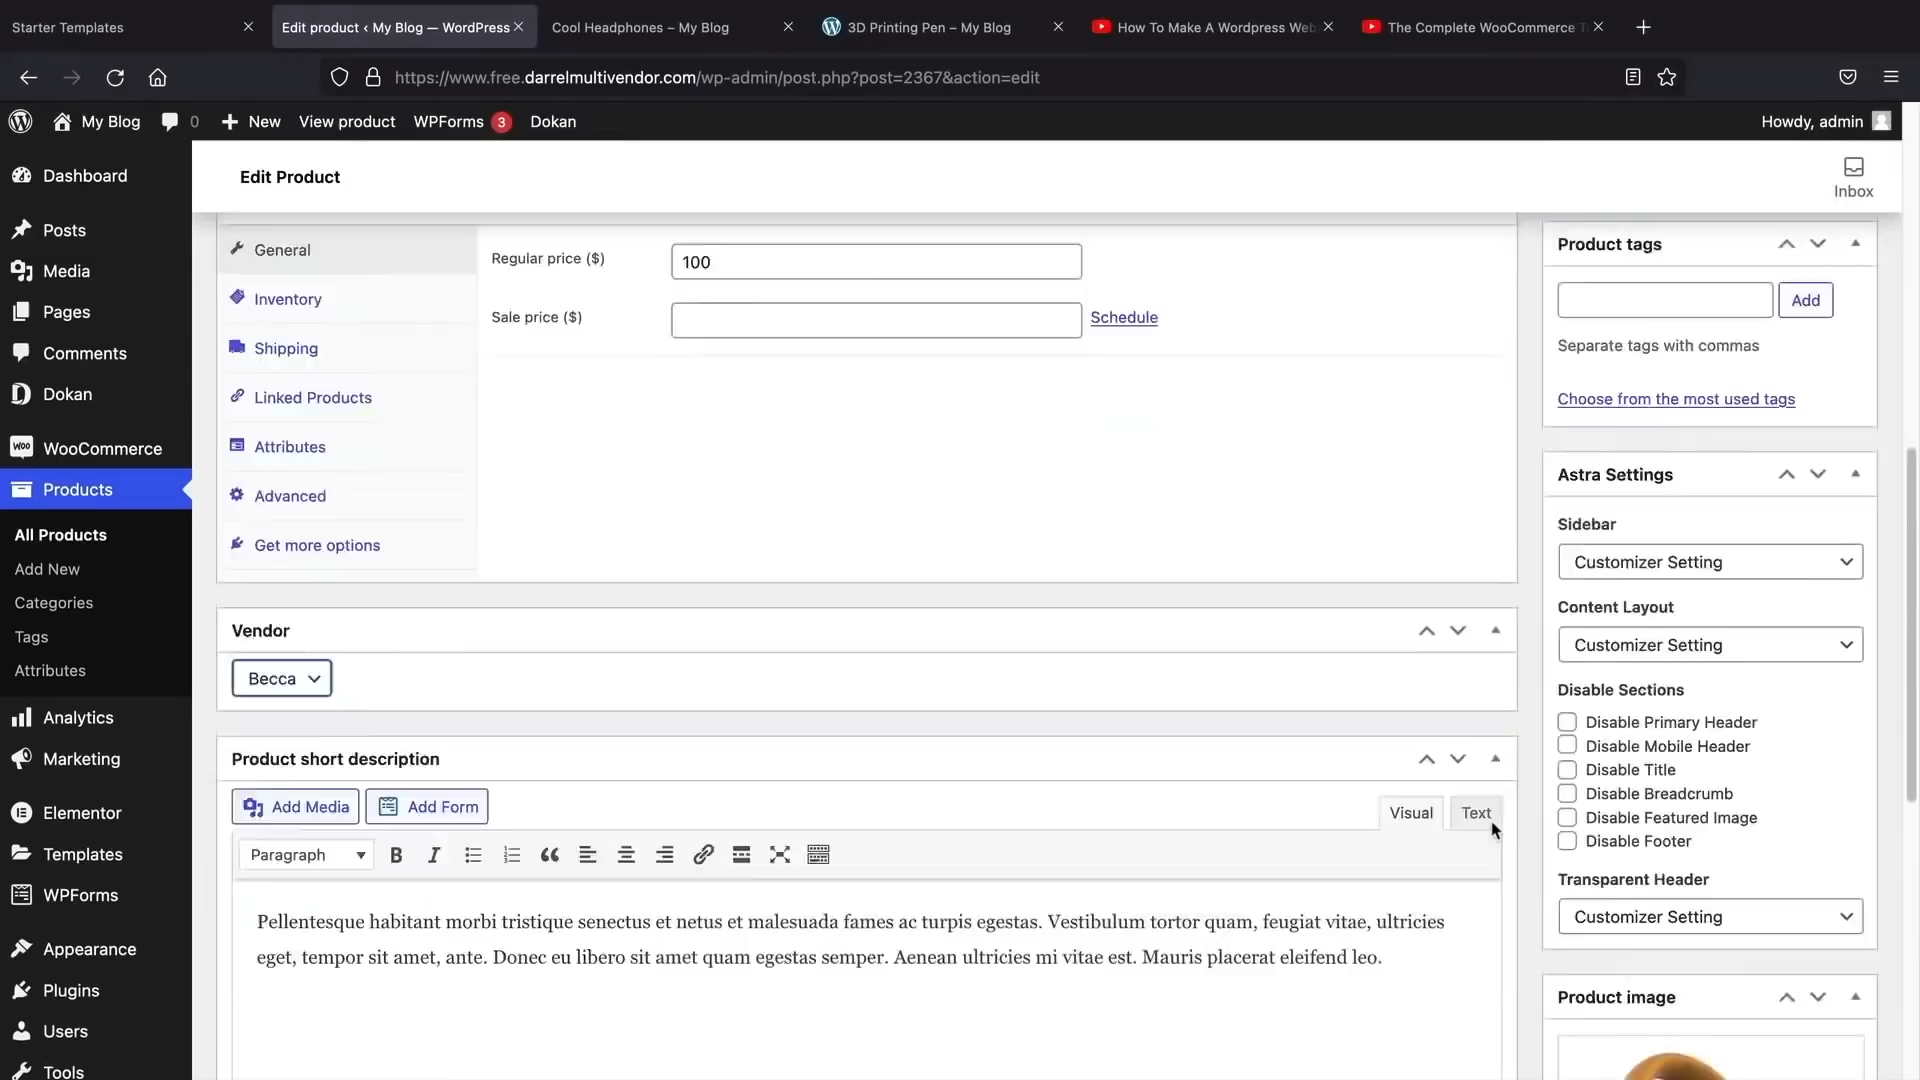 Starter Templates
Edit product ‹ My Blog — WordPress
Cool Headphones – My Blog
3D Printing Pen – My Blog
How To Make A Wordpress Web
The Complete WooCommerce T
https://www.free.darrelmultivendor.com/wp-admin/post.php?post=2367&action=edit
My Blog
0
New
View product
WPForms 3
Dokan
Howdy, admin
Dashboard
Posts
Media
Pages
Comments
Dokan
WooCommerce
Products
All Products
Add New
Categories
Tags
Attributes
Analytics
Marketing
Elementor
Templates
WPForms
Appearance
Plugins
Users
Tools
Edit Product
Inbox
General
Inventory
Shipping
Linked Products
Attributes
Advanced
Get more options
Regular price ($)
100
Sale price ($)
Schedule
Vendor
Becca
Product short description
Add Media
Add Form
Visual
Text
Paragraph
Pellentesque habitant morbi tristique senectus et netus et malesuada fames ac turpis egestas. Vestibulum tortor quam, feugiat vitae, ultricies
eget, tempor sit amet, ante. Donec eu libero sit amet quam egestas semper. Aenean ultricies mi vitae est. Mauris placerat eleifend leo.
Product tags
Add
Separate tags with commas
Choose from the most used tags
Astra Settings
Sidebar
Customizer Setting
Content Layout
Customizer Setting
Disable Sections
Disable Primary Header
Disable Mobile Header
Disable Title
Disable Breadcrumb
Disable Featured Image
Disable Footer
Transparent Header
Customizer Setting
Product image